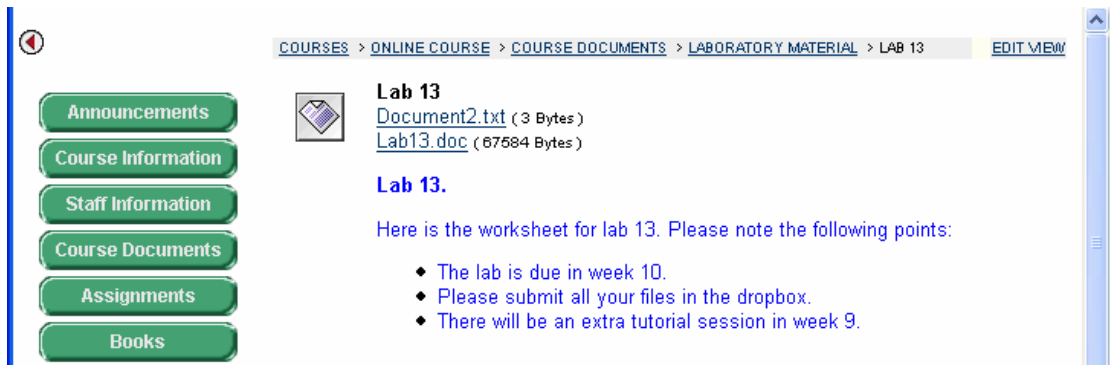 COURSES > ONLINE COURSE > COURSE DOCUMENTS > LABORATORY MATERIAL > LAB 13 EDIT VIEW
Announcements
Course Information
Staff Information
Course Documents
Assignments
Books
Lab 13
Document2.txt (3 Bytes)
Lab13.doc (67584 Bytes)
Lab 13.
Here is the worksheet for lab 13. Please note the following points:
• The lab is due in week 10.
• Please submit all your files in the dropbox.
• There will be an extra tutorial session in week 9.